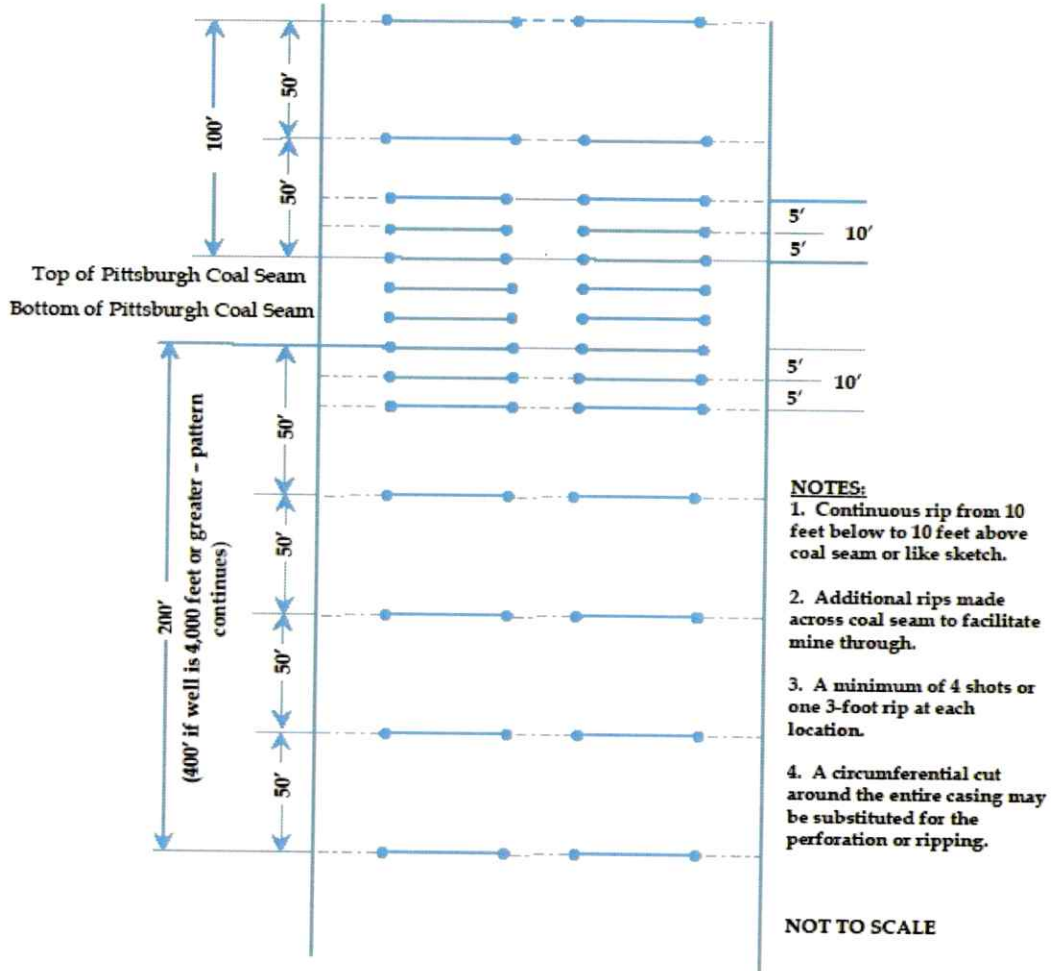 50'
100'
50'
5'
10'
5'
Top of Pittsburgh Coal Seam
Bottom of Pittsburgh Coal Seam
5'
10'
5'
50'
200'
(400' if well is 4,000 feet or greater – pattern
continues)
50'
50'
50'
NOTES:
1. Continuous rip from 10
feet below to 10 feet above
coal seam or like sketch.
2. Additional rips made
across coal seam to facilitate
mine through.
3. A minimum of 4 shots or
one 3-foot rip at each
location.
4. A circumferential cut
around the entire casing may
be substituted for the
perforation or ripping.
NOT TO SCALE